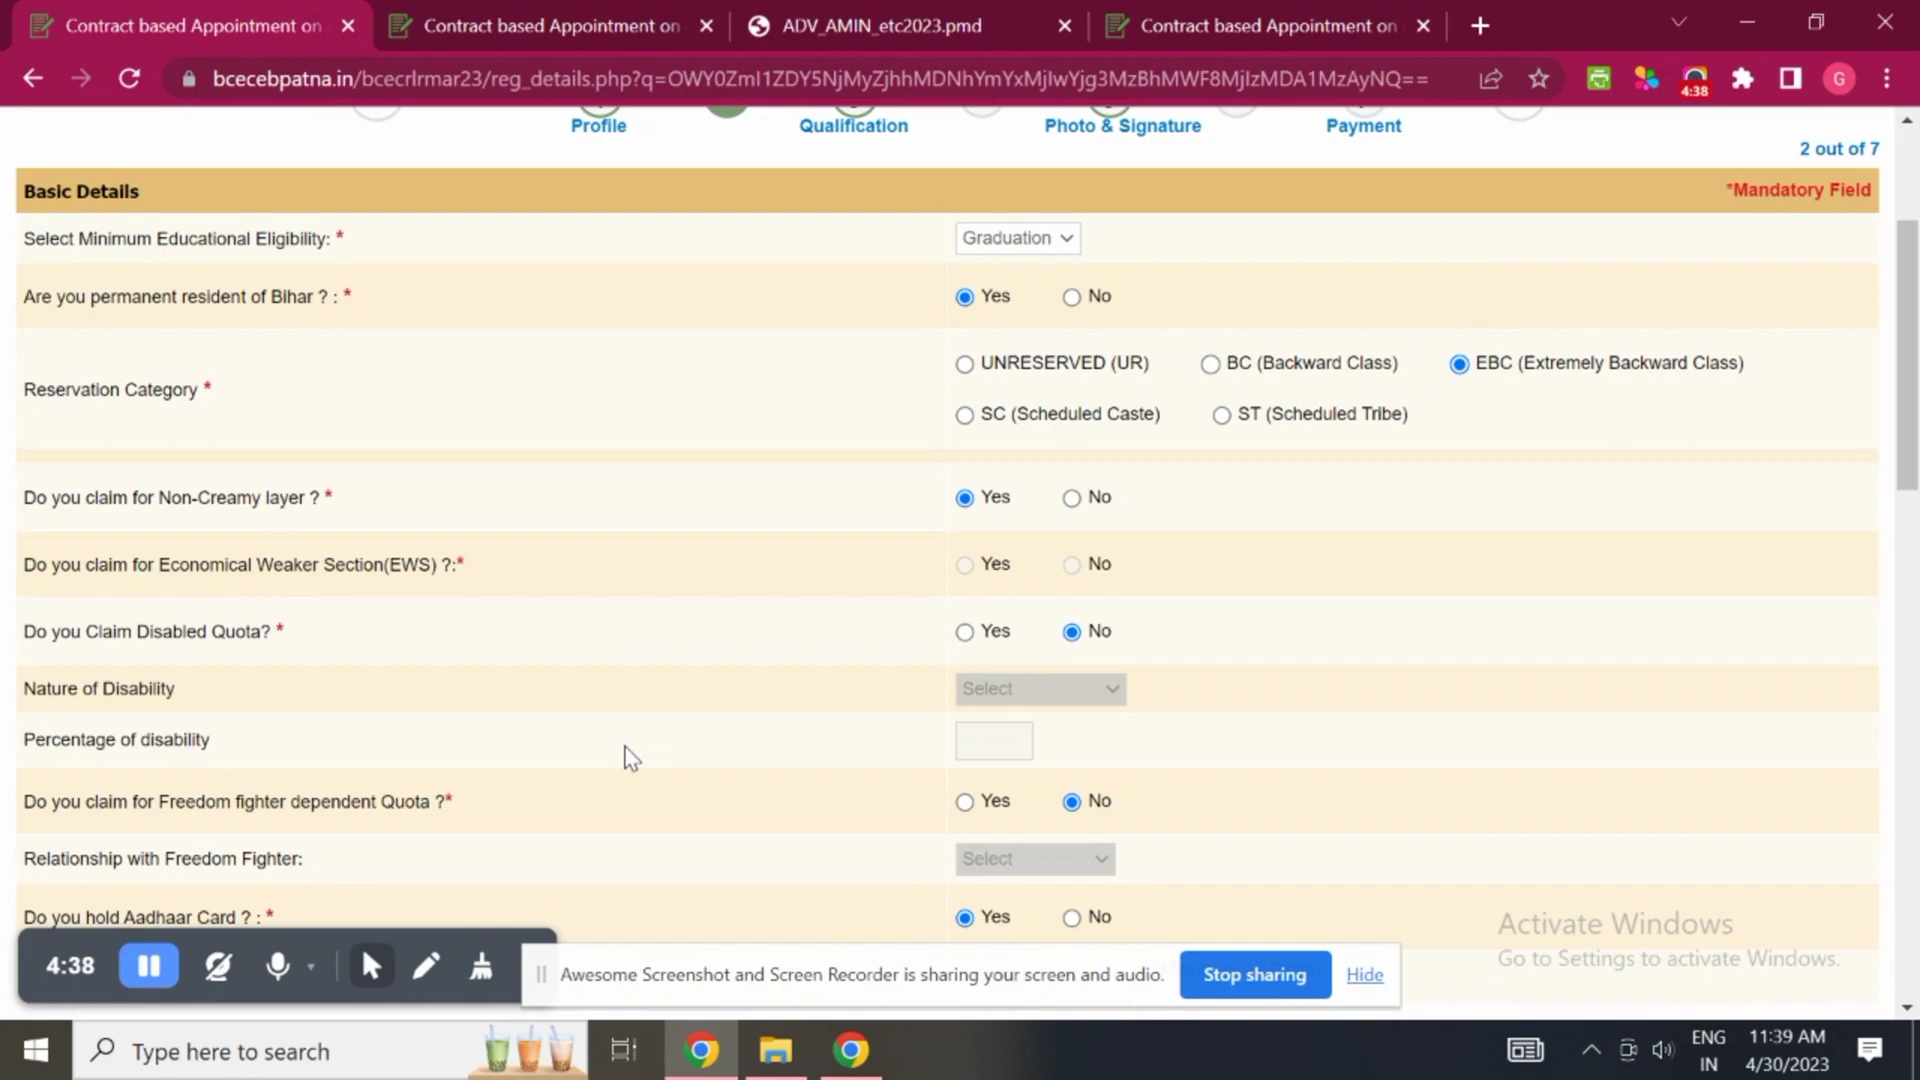 Contract based Appointment on
Contract based Appointment on
ADV_AMIN_etc2023.pmd
Contract based Appointment on
bcecebpatna.in/bcecrlrmar23/reg_details.php?q=OWY0ZmI1ZDY5NjMyZjhhMDNhYmYxMjIwYjg3MzBhMWF8MjIzMDA1MzAyNQ==
4:38
G
Profile
Qualification
Photo & Signature
Payment
2 out of 7
Basic Details
*Mandatory Field
Select Minimum Educational Eligibility: *
Graduation
Are you permanent resident of Bihar ? : *
Yes No
UNRESERVED (UR) BC (Backward Class) EBC (Extremely Backward Class)
Reservation Category *
SC (Scheduled Caste) ST (Scheduled Tribe)
Do you claim for Non-Creamy layer ? *
Yes No
Do you claim for Economical Weaker Section(EWS) ?:*
Yes No
Do you Claim Disabled Quota? *
Yes No
Nature of Disability
Select
Percentage of disability
Do you claim for Freedom fighter dependent Quota ?*
Yes No
Relationship with Freedom Fighter:
Select
Do you hold Aadhaar Card ? : *
Yes No
Activate Windows
Go to Settings to activate Windows.
4:38
Awesome Screenshot and Screen Recorder is sharing your screen and audio.
Stop sharing
Hide
Type here to search
ENG
IN
11:39 AM
4/30/2023